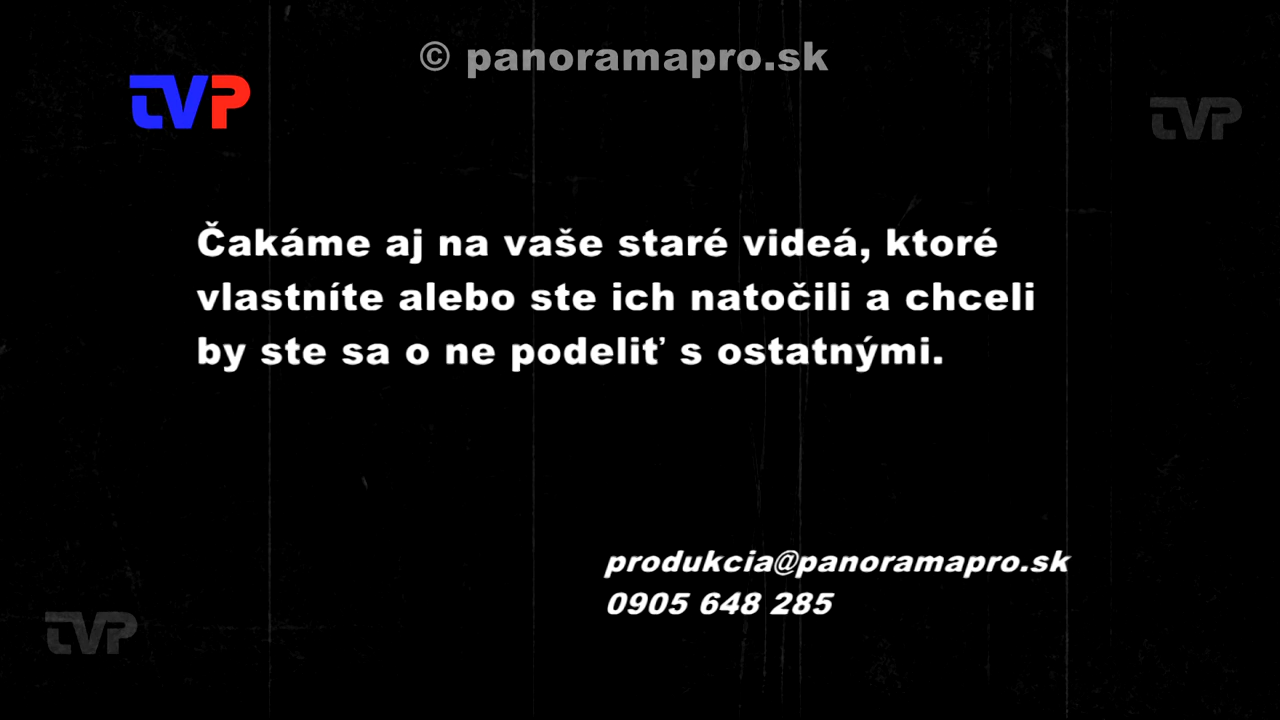 © panoramapro.sk
TVP
TVP
Čakáme aj na vaše staré videá, ktoré
vlastníte alebo ste ich natočili a chceli
by ste sa o ne podeliť s ostatnými.
produkcia@panoramapro.sk
0905 648 285
TVP